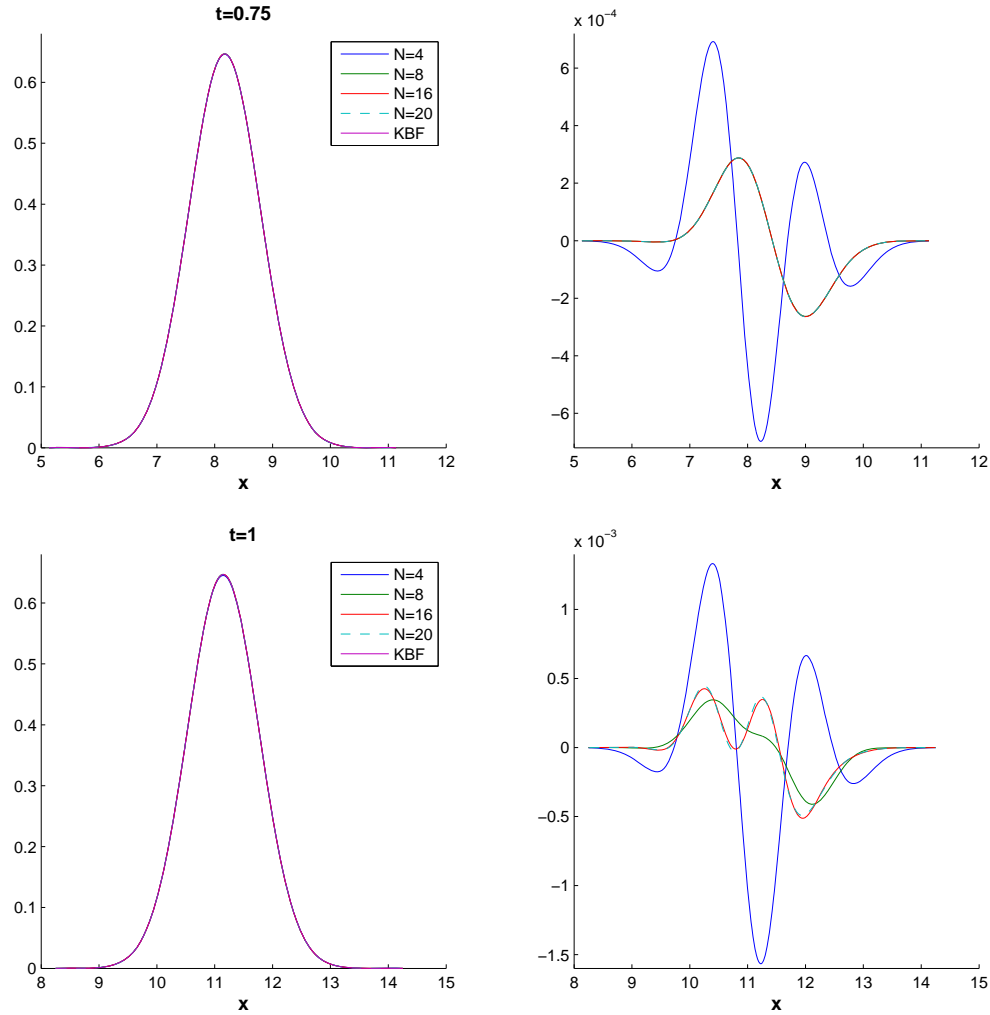 t=0.75
0.6
0.5
0.4
0.3
0.2
0.1
0
5 6 7 8 9 10 11 12
x
N=4
N=8
N=16
N=20
KBF
x 10⁻⁴
6
4
2
0
−2
−4
−6
5 6 7 8 9 10 11 12
x
t=1
0.6
0.5
0.4
0.3
0.2
0.1
0
8 9 10 11 12 13 14 15
x
N=4
N=8
N=16
N=20
KBF
x 10⁻³
1
0.5
0
−0.5
−1
−1.5
8 9 10 11 12 13 14 15
x